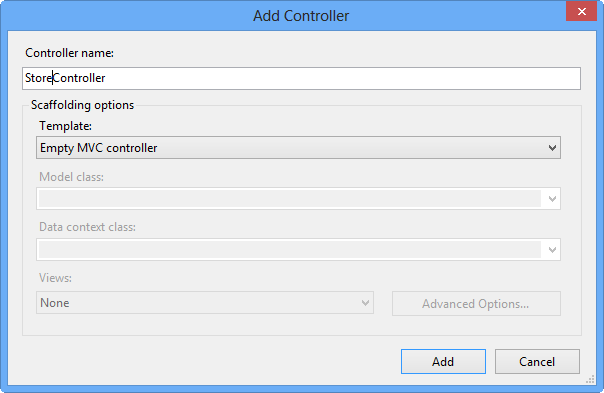 Add Controller
Controller name:
StoreController
Scaffolding options
Template:
Empty MVC controller
Model class:
Data context class:
Views:
None
Advanced Options...
Add
Cancel